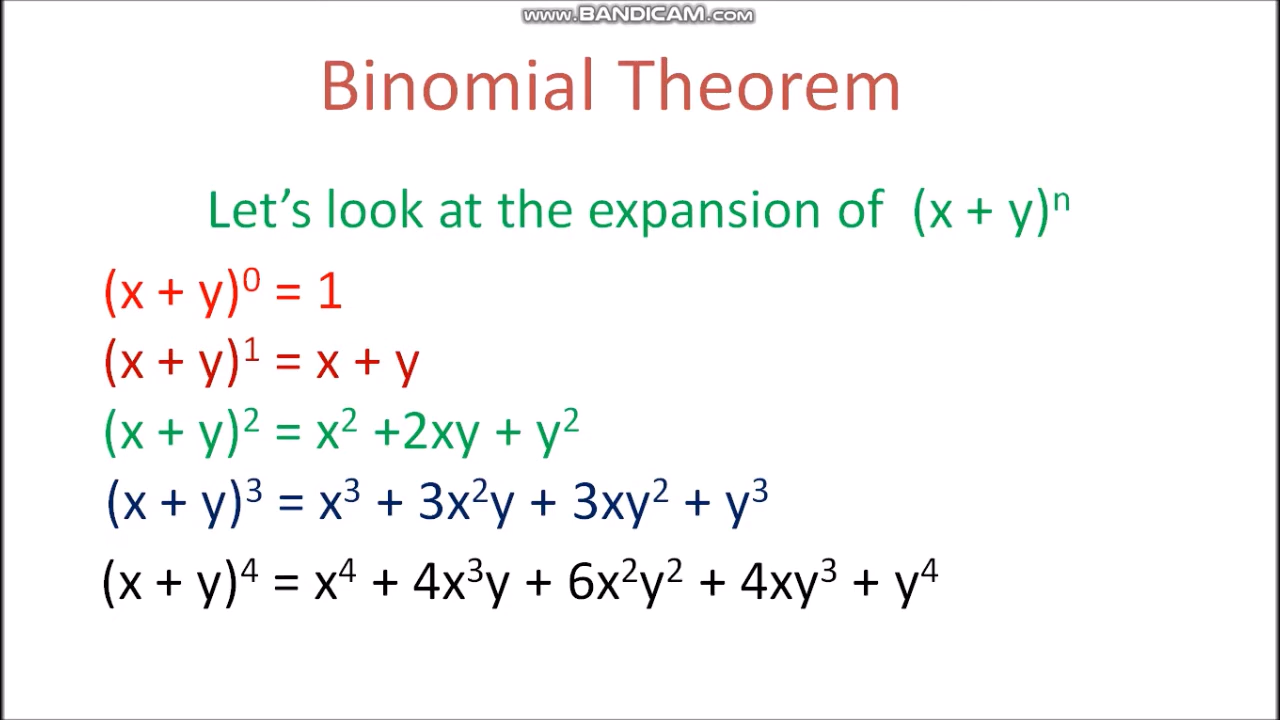 www.BANDICAM.com
Binomial Theorem
Let’s look at the expansion of (x + y)ⁿ
(x + y)⁰ = 1
(x + y)¹ = x + y
(x + y)² = x² +2xy + y²
(x + y)³ = x³ + 3x²y + 3xy² + y³
(x + y)⁴ = x⁴ + 4x³y + 6x²y² + 4xy³ + y⁴